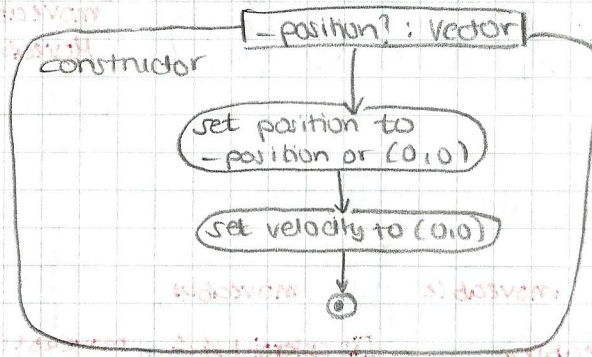 _position? : Vector
constructor
set position to
_position or (0,0)
set velocity to (0,0)